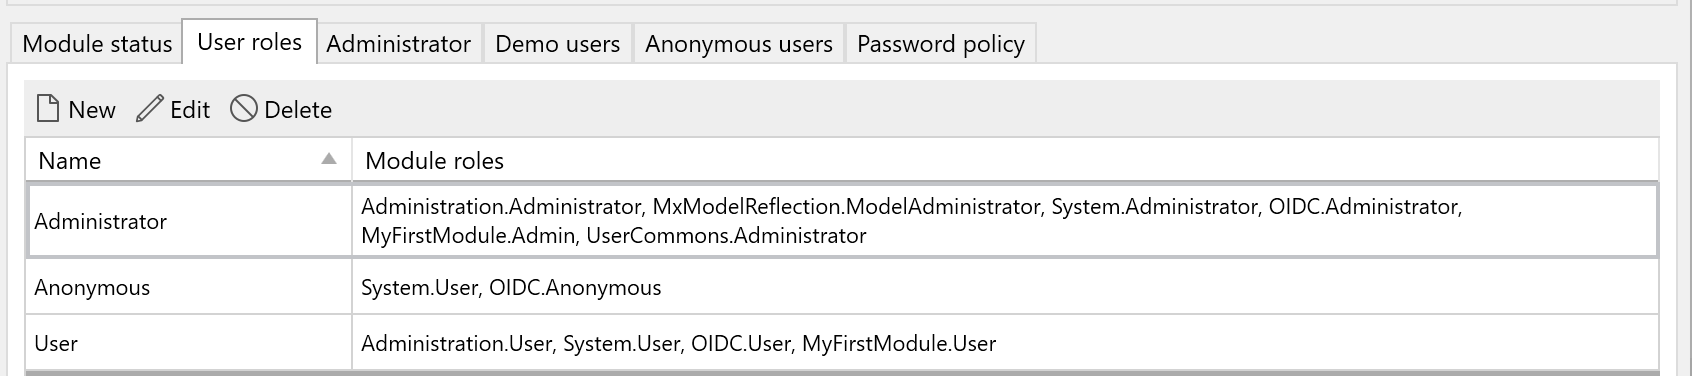 Module status User roles Administrator Demo users Anonymous users Password policy
New Edit Delete
Name Module roles
Administrator
Administration.Administrator, MxModelReflection.ModelAdministrator, System.Administrator, OIDC.Administrator,
MyFirstModule.Admin, UserCommons.Administrator
Anonymous System.User, OIDC.Anonymous
User Administration.User, System.User, OIDC.User, MyFirstModule.User